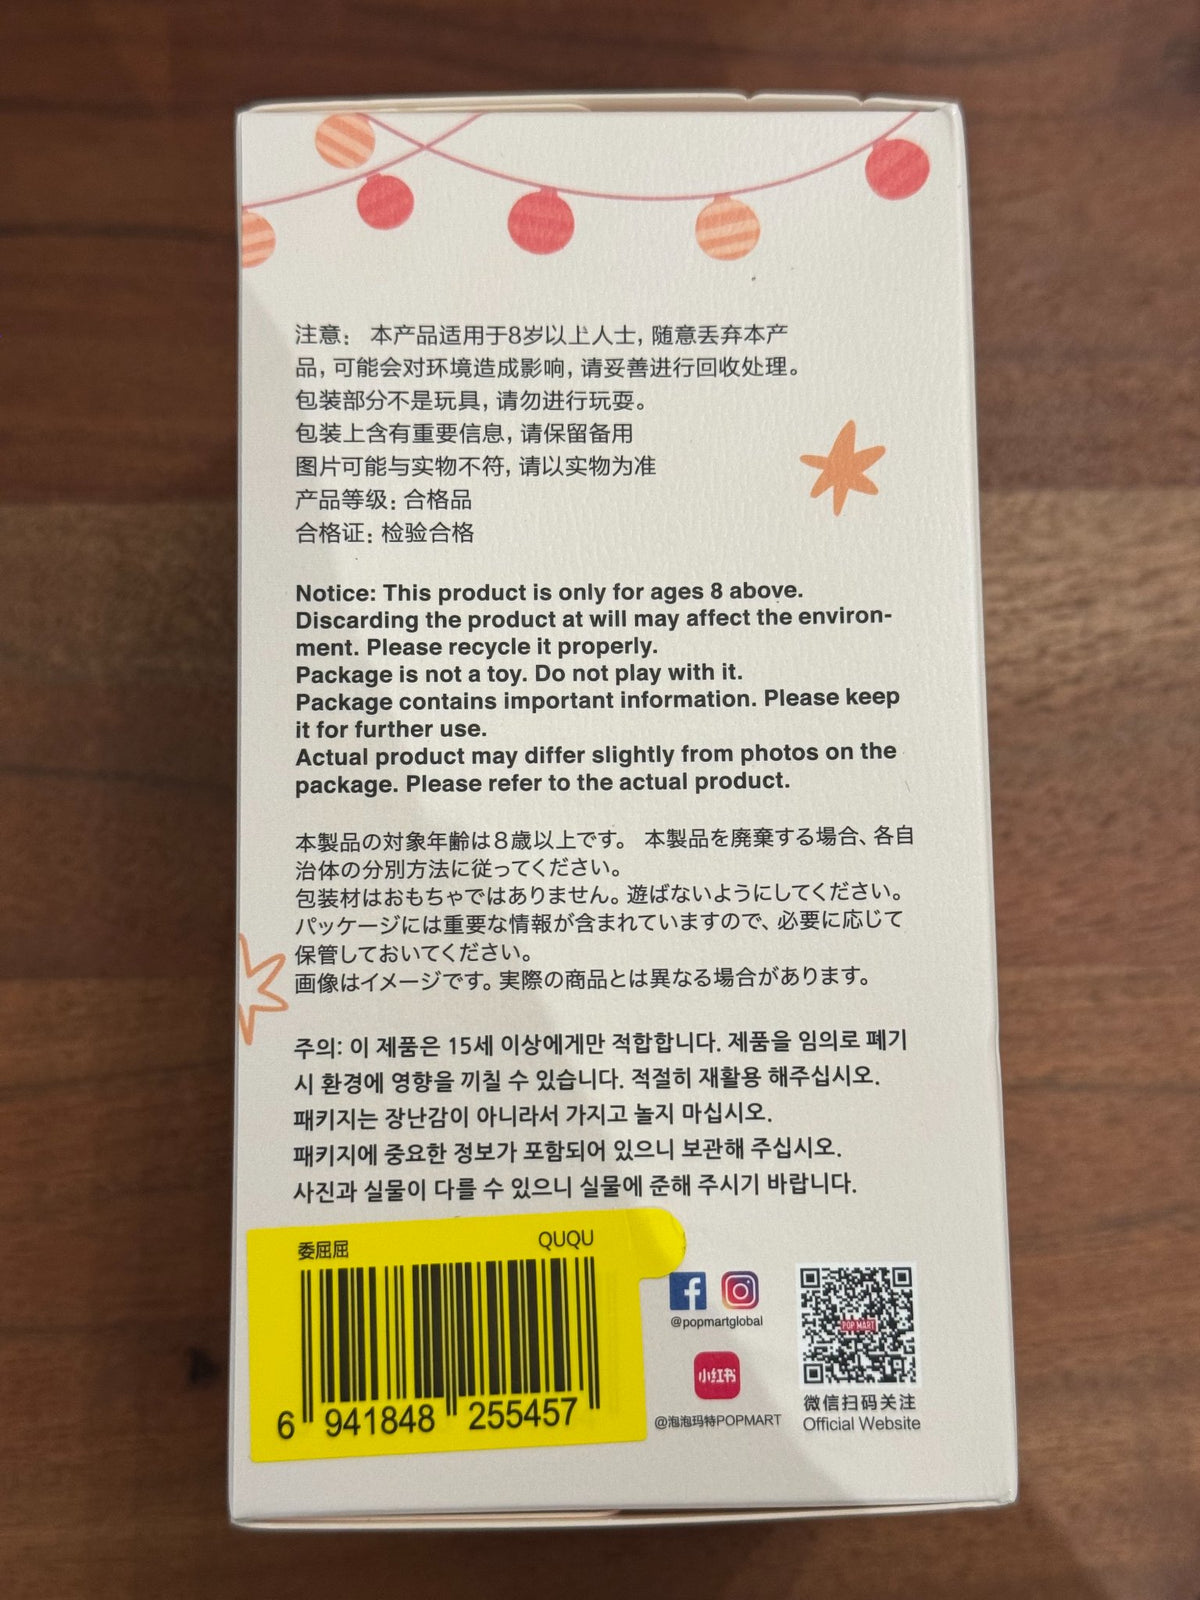 注意： 本产品适用于8岁以上人士, 随意丢弃本产
品, 可能会对环境造成影响, 请妥善进行回收处理。
包装部分不是玩具, 请勿进行玩耍。
包装上含有重要信息, 请保留备用
图片可能与实物不符, 请以实物为准
产品等级: 合格品
合格证: 检验合格
Notice: This product is only for ages 8 above.
Discarding the product at will may affect the environ-
ment. Please recycle it properly.
Package is not a toy. Do not play with it.
Package contains important information. Please keep
it for further use.
Actual product may differ slightly from photos on the
package. Please refer to the actual product.
本製品の対象年齢は8歳以上です。 本製品を廃棄する場合、各自
治体の分別方法に従ってください。
包装材はおもちゃではありません。遊ばないようにしてください。
パッケージには重要な情報が含まれていますので、必要に応じて
保管しておいてください。
画像はイメージです。実際の商品とは異なる場合があります。
주의: 이 제품은 15세 이상에게만 적합합니다. 제품을 임의로 폐기
시 환경에 영향을 끼칠 수 있습니다. 적절히 재활용 해주십시오.
패키지는 장난감이 아니라서 가지고 놀지 마십시오.
패키지에 중요한 정보가 포함되어 있으니 보관해 주십시오.
사진과 실물이 다를 수 있으니 실물에 준해 주시기 바랍니다.
委屈屈 QUQU
6 941848 255457
@popmartglobal
小红书
@泡泡玛特POPMART
POP MART
微信扫码关注
Official Website